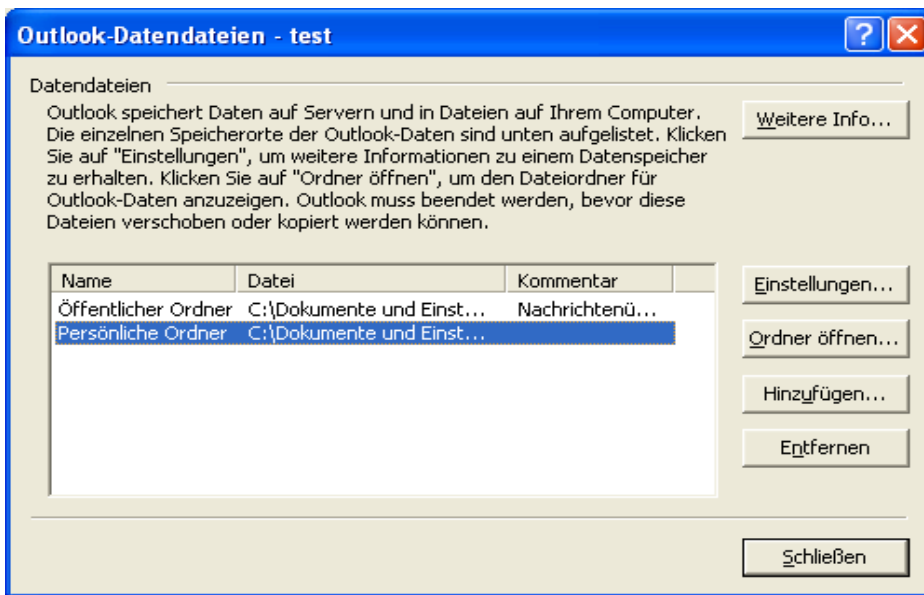 Outlook-Datendateien - test
Datendateien
Outlook speichert Daten auf Servern und in Dateien auf Ihrem Computer.
Die einzelnen Speicherorte der Outlook-Daten sind unten aufgelistet. Klicken
Sie auf "Einstellungen", um weitere Informationen zu einem Datenspeicher
zu erhalten. Klicken Sie auf "Ordner öffnen", um den Dateiordner für
Outlook-Daten anzuzeigen. Outlook muss beendet werden, bevor diese
Dateien verschoben oder kopiert werden können.
Weitere Info...
Name Datei Kommentar
Öffentlicher Ordner C:\Dokumente und Einst... Nachrichtenü...
Persönliche Ordner C:\Dokumente und Einst...
Einstellungen...
Ordner öffnen...
Hinzufügen...
Entfernen
Schließen